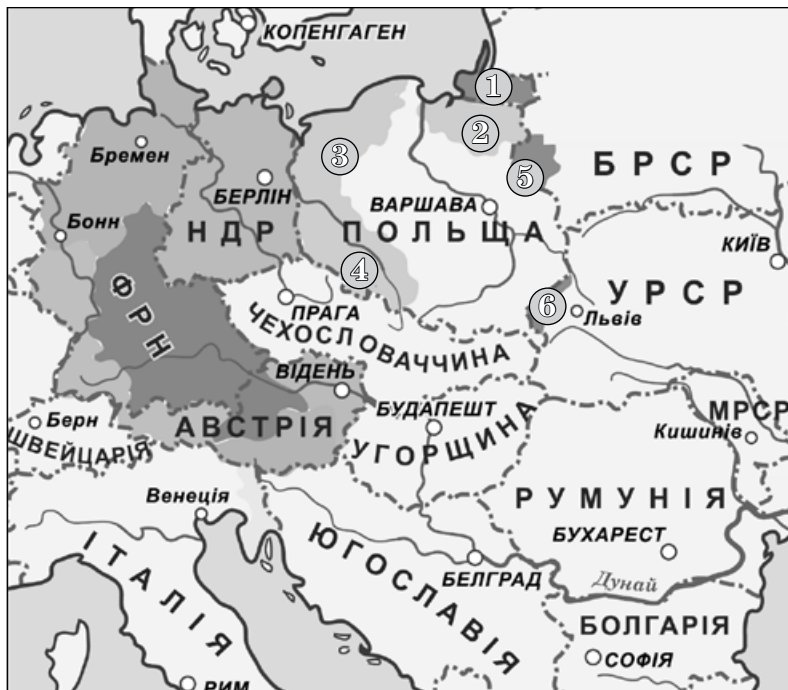 КОПЕНГАГЕН
1
2
3
Бремен
БЕРЛІН
5
БРСР
ВАРШАВА
Бонн
НДР
ПОЛЬЩА
КИЇВ
4
ФРН
ПРАГА
6
УРСР
Львів
ЧЕХОСЛОВАЧЧИНА
ВІДЕНЬ
БУДАПЕШТ
МРСР
Берн
АВСТРІЯ
Кишинів
ШВЕЙЦАРІЯ
УГОРЩИНА
Венеція
РУМУНІЯ
БУХАРЕСТ
ІТАЛІЯ
ЮГОСЛАВІЯ
БЕЛГРАД
Дунай
БОЛГАРІЯ
СОФІЯ
РИМ